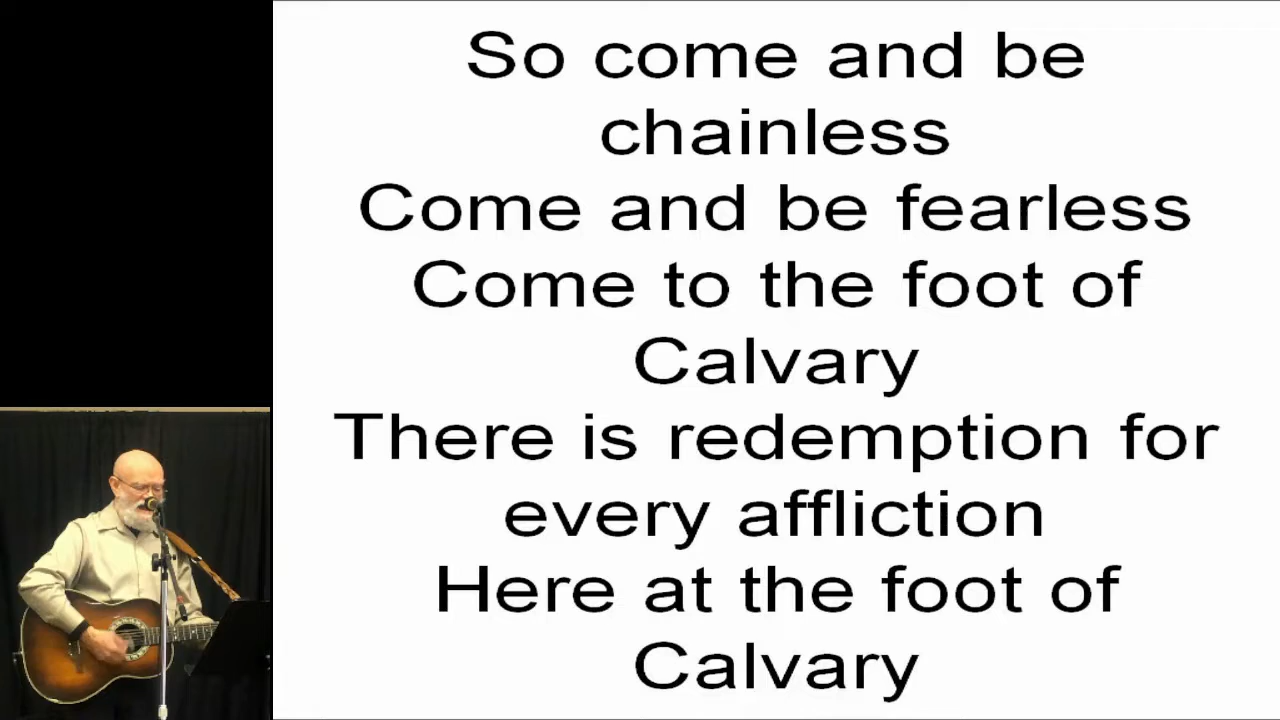 So come and be
chainless
Come and be fearless
Come to the foot of
Calvary
There is redemption for
every affliction
Here at the foot of
Calvary